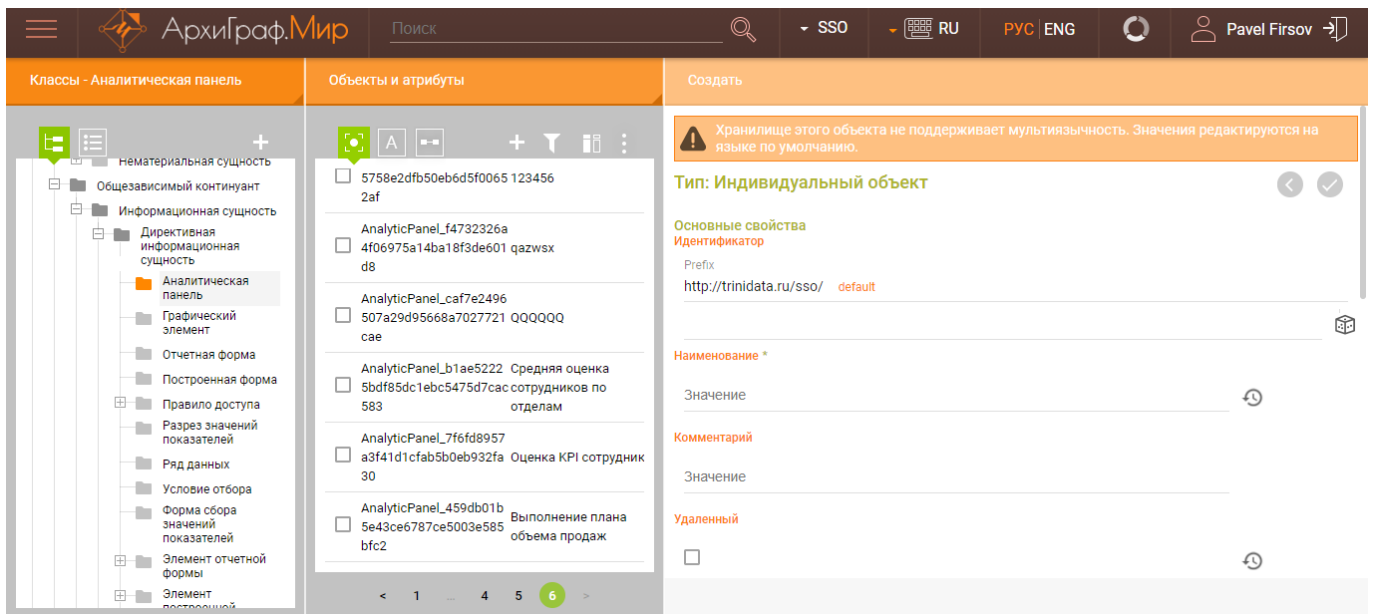 АрхиГраф.Мир
Поиск
SSO
RU
РУС ENG
Pavel Firsov
Классы - Аналитическая панель
Объекты и атрибуты
Создать
Нематериальная сущность
Общезависимый континуант
Информационная сущность
Директивная
информационная
сущность
Аналитическая
панель
Графический
элемент
Отчетная форма
Построенная форма
Правило доступа
Разрез значений
показателей
Ряд данных
Условие отбора
Форма сбора
значений
показателей
Элемент отчетной
формы
Элемент
построенной
A
5758e2dfb50eb6d5f0065 123456
2af
AnalyticPanel_f4732326a
4f06975a14ba18f3de601 qazwsx
d8
AnalyticPanel_caf7e2496
507a29d95668a7027721 QQQQQQ
cae
AnalyticPanel_b1ae5222 Средняя оценка
5bdf85dc1ebc5475d7cac сотрудников по
583 отделам
AnalyticPanel_7f6fd8957
a3f41d1cfab5b0eb932fa Оценка KPI сотрудник
30
AnalyticPanel_459db01b
5e43ce6787ce5003e585
bfc2
Выполнение плана
объема продаж
< 1 ... 4 5 6 >
Хранилище этого объекта не поддерживает мультиязычность. Значения редактируются на
языке по умолчанию.
Тип: Индивидуальный объект
Основные свойства
Идентификатор
Prefix
http://trinidata.ru/sso/ default
Наименование *
Значение
Комментарий
Значение
Удаленный